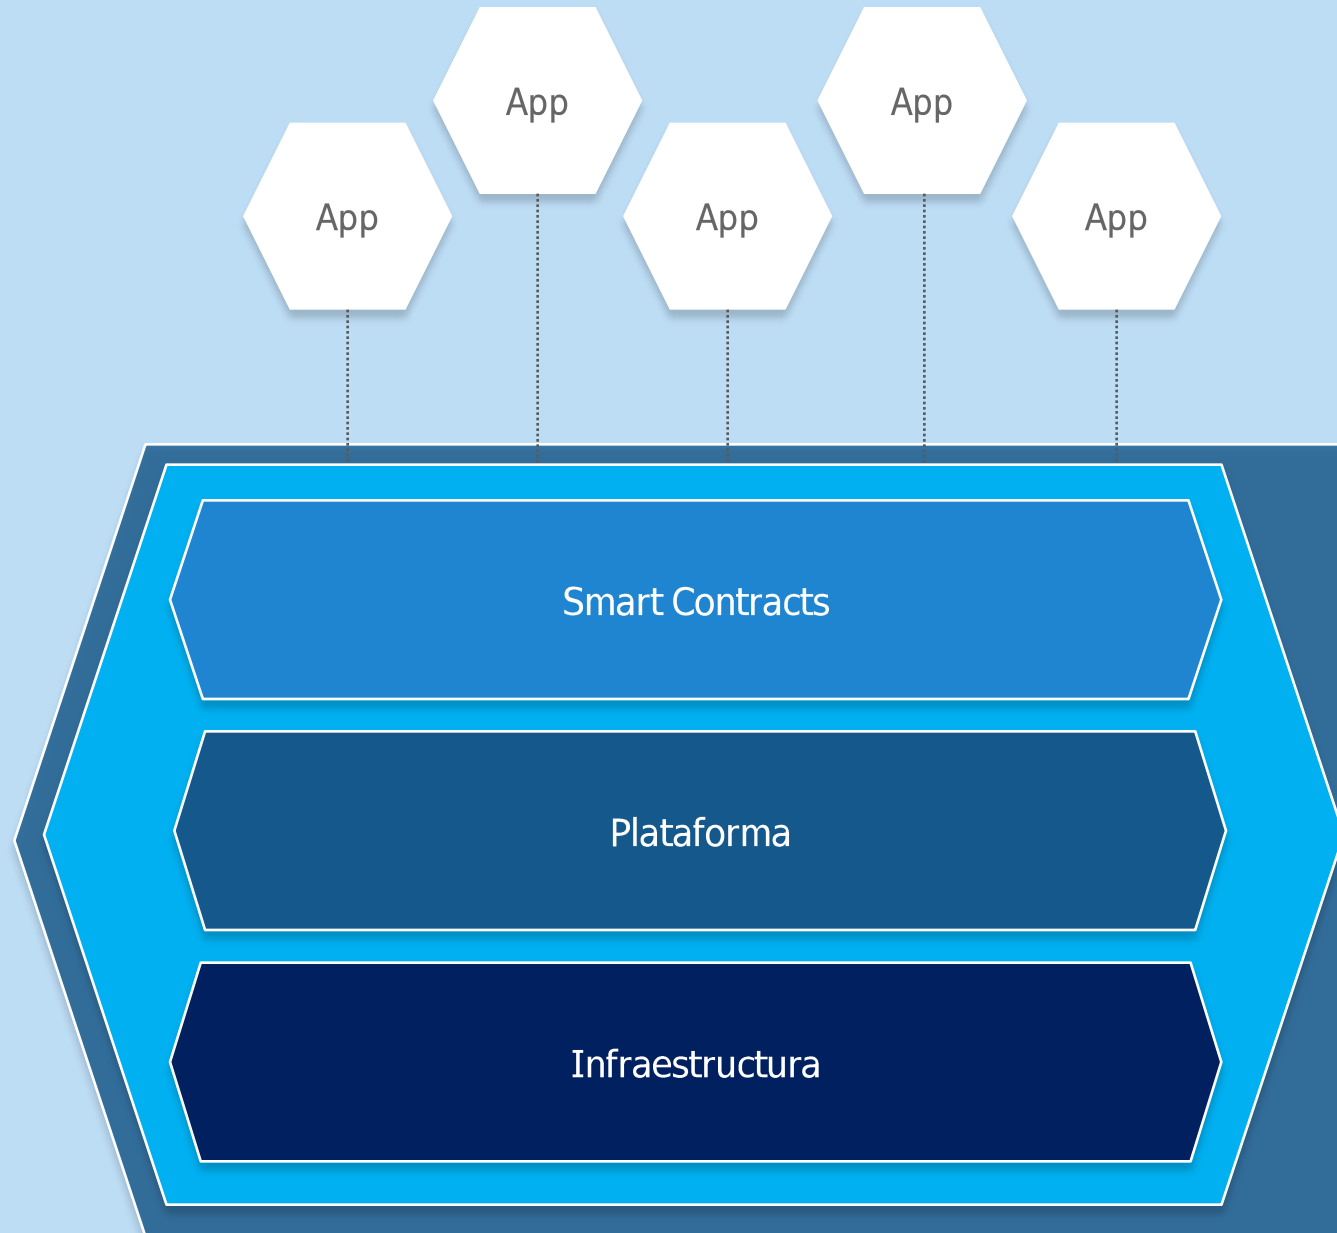 App
App
App
App
App
Smart Contracts
Plataforma
Infraestructura